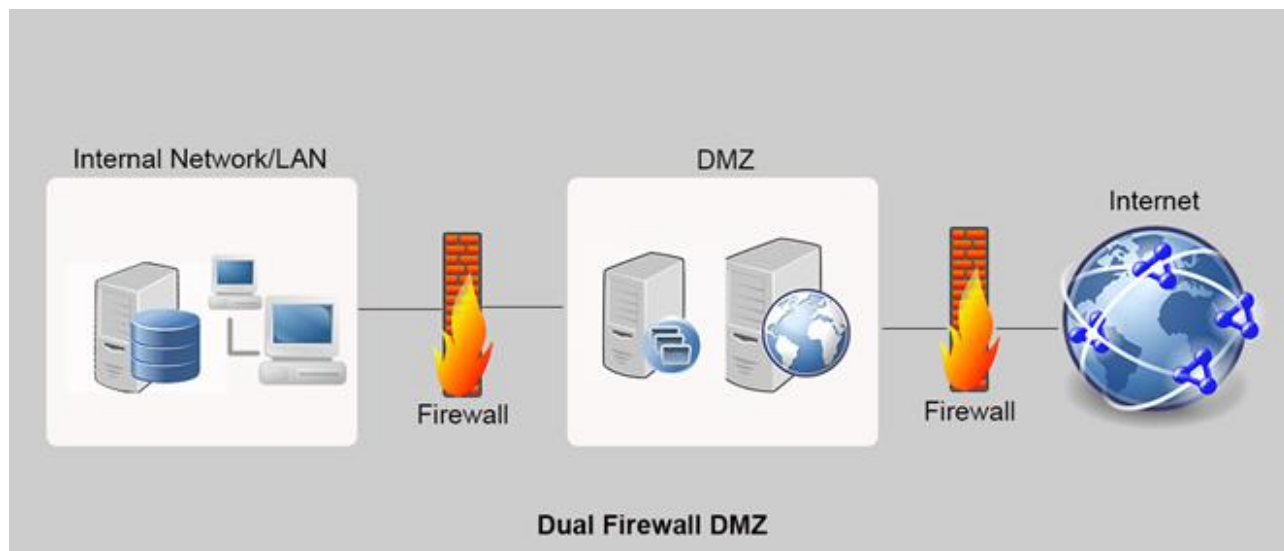 Internal Network/LAN
DMZ
Internet
Firewall
Firewall
Dual Firewall DMZ